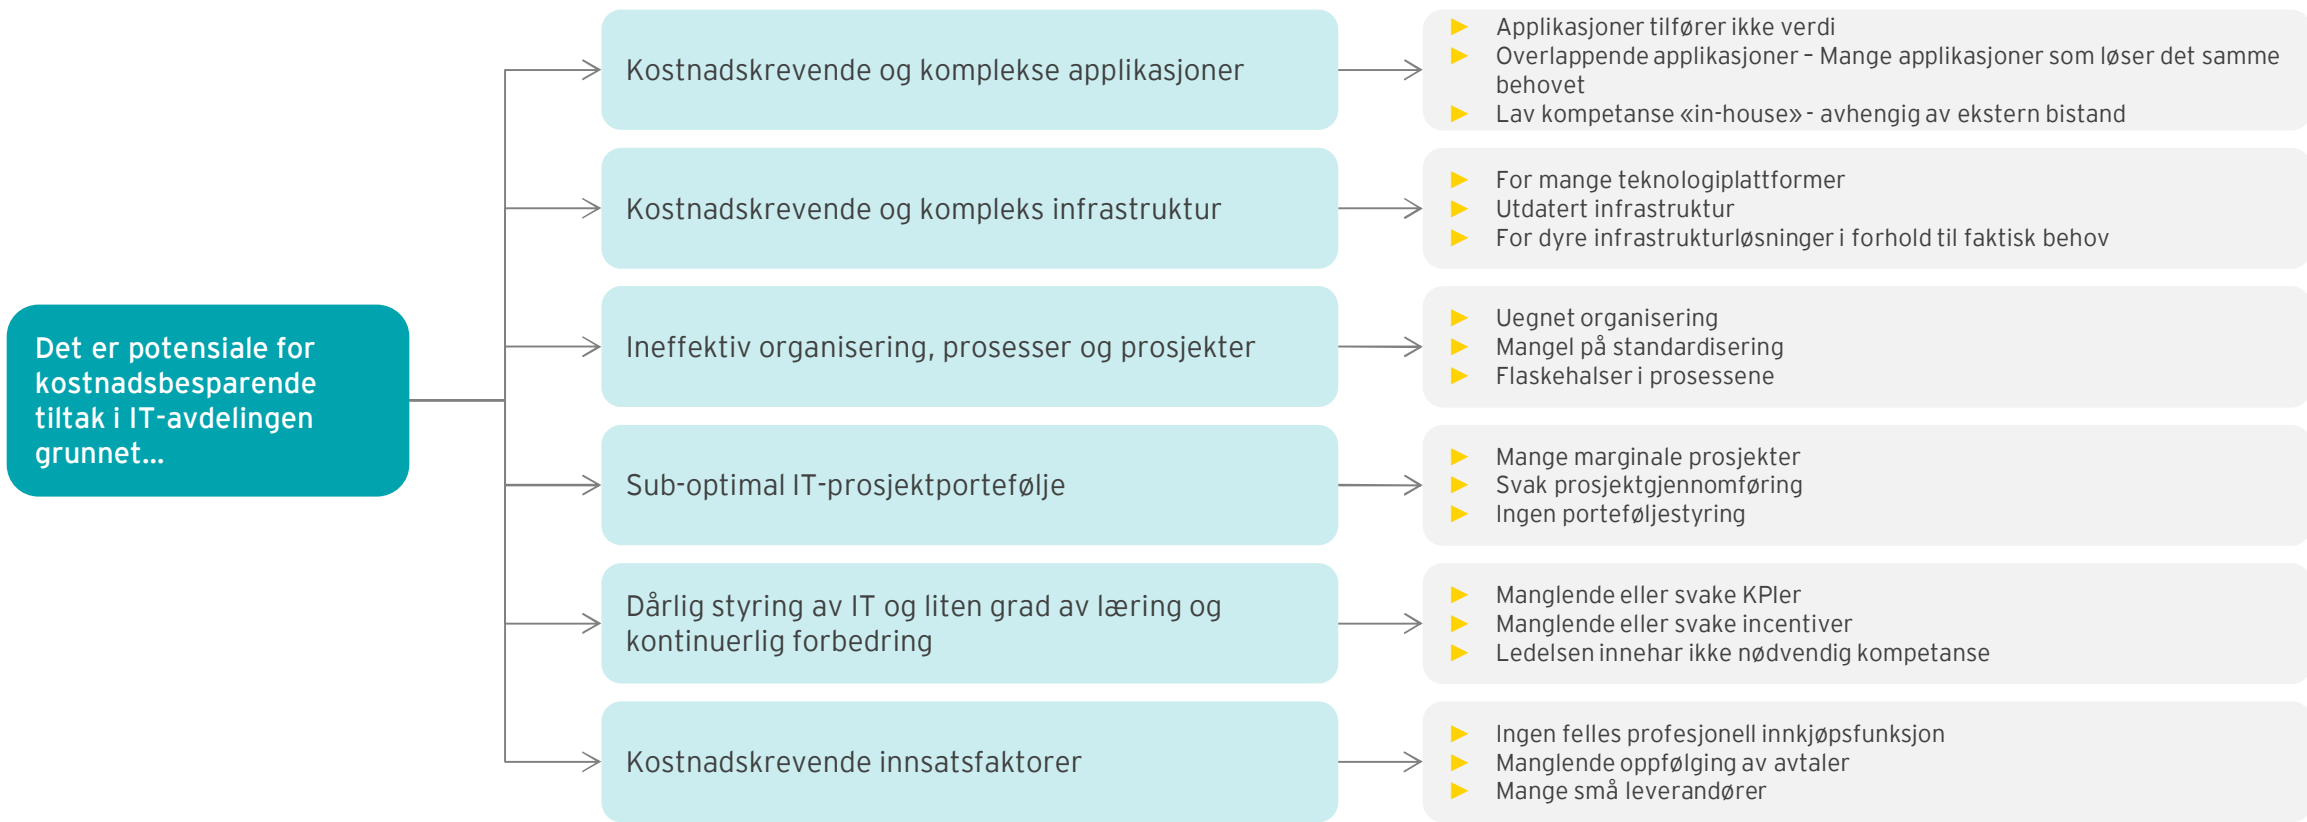 Det er potensiale for
kostnadsbesparende
tiltak i IT-avdelingen
grunnet...
Kostnadskrevende og komplekse applikasjoner
► Applikasjoner tilfører ikke verdi
► Overlappende applikasjoner – Mange applikasjoner som løser det samme
behovet
► Lav kompetanse «in-house» - avhengig av ekstern bistand
Kostnadskrevende og kompleks infrastruktur
► For mange teknologiplattformer
► Utdatert infrastruktur
► For dyre infrastrukturløsninger i forhold til faktisk behov
Ineffektiv organisering, prosesser og prosjekter
► Uegnet organisering
► Mangel på standardisering
► Flaskehalser i prosessene
Sub-optimal IT-prosjektportefølje
► Mange marginale prosjekter
► Svak prosjektgjennomføring
► Ingen porteføljestyring
Dårlig styring av IT og liten grad av læring og
kontinuerlig forbedring
► Manglende eller svake KPIer
► Manglende eller svake incentiver
► Ledelsen innehar ikke nødvendig kompetanse
Kostnadskrevende innsatsfaktorer
► Ingen felles profesjonell innkjøpsfunksjon
► Manglende oppfølging av avtaler
► Mange små leverandører